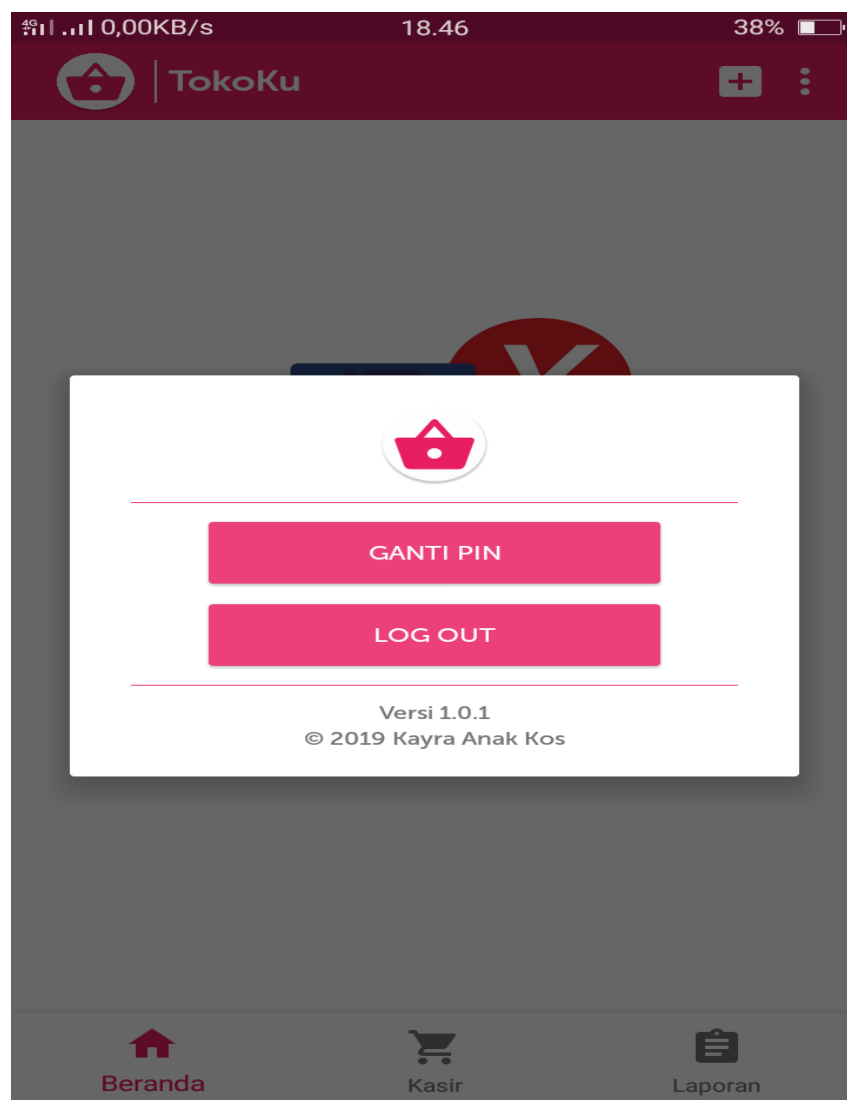 4G 0,00KB/s 18.46 38%
TokoKu
GANTI PIN
LOG OUT
Versi 1.0.1
© 2019 Kayra Anak Kos
Beranda Kasir Laporan